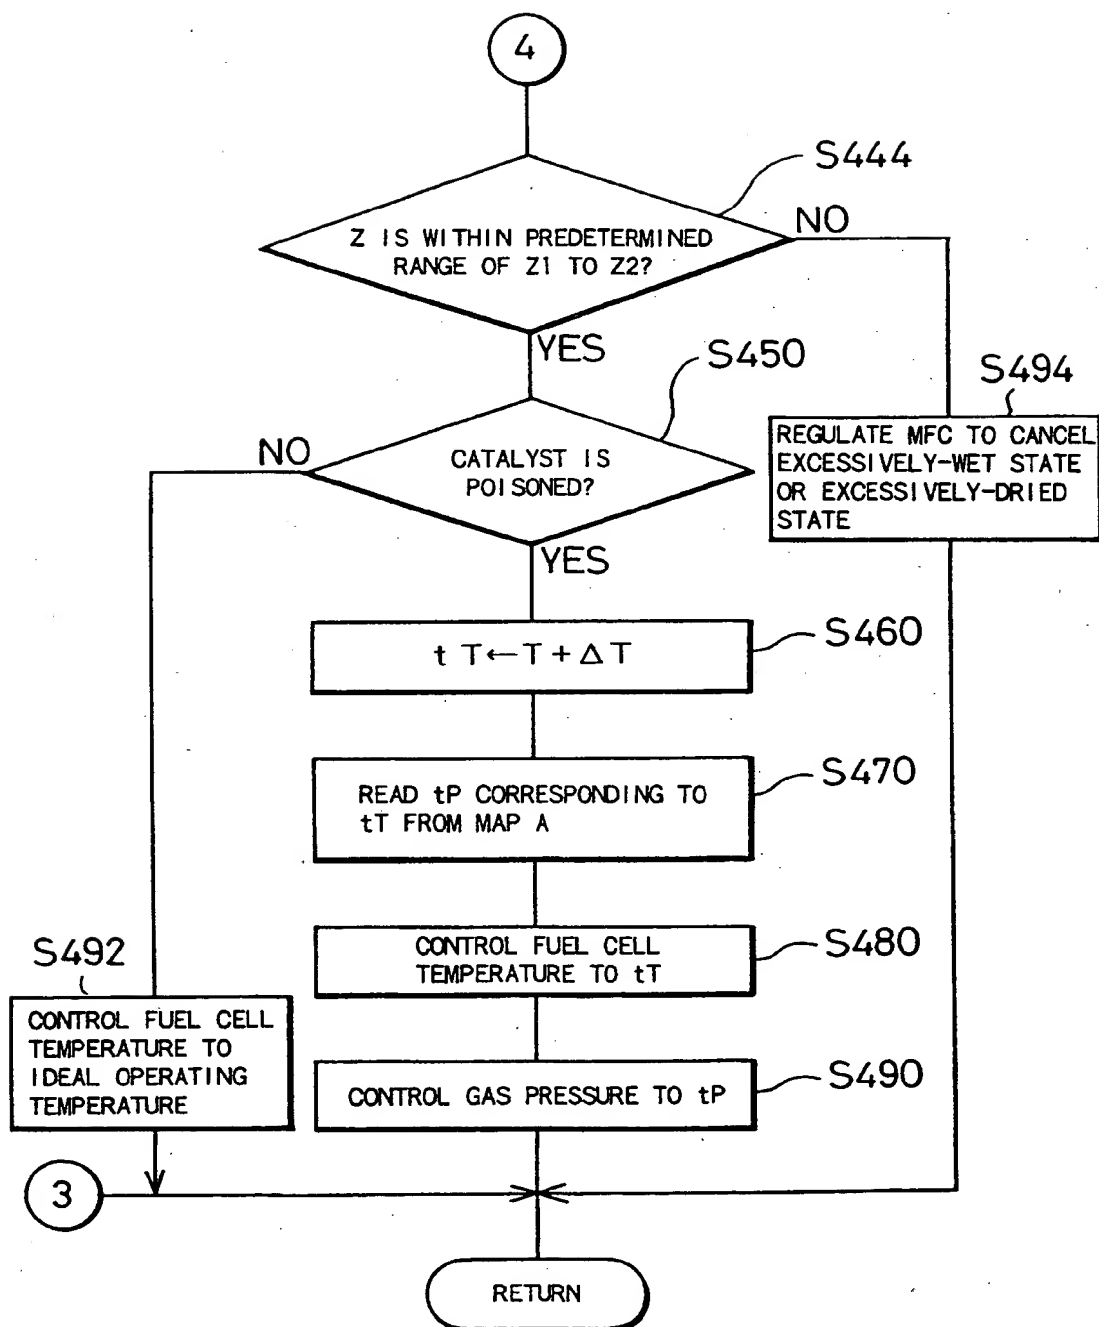 4
S444
Z IS WITHIN PREDETERMINED
RANGE OF Z1 TO Z2?
NO
YES
S450
S494
NO
CATALYST IS
POISONED?
REGULATE MFC TO CANCEL
EXCESSIVELY-WET STATE
OR EXCESSIVELY-DRIED
STATE
YES
S460
t T←T+ΔT
S470
READ tP CORRESPONDING TO
tT FROM MAP A
S480
CONTROL FUEL CELL
TEMPERATURE TO tT
S492
CONTROL FUEL CELL
TEMPERATURE TO
IDEAL OPERATING
TEMPERATURE
S490
CONTROL GAS PRESSURE TO tP
3
RETURN